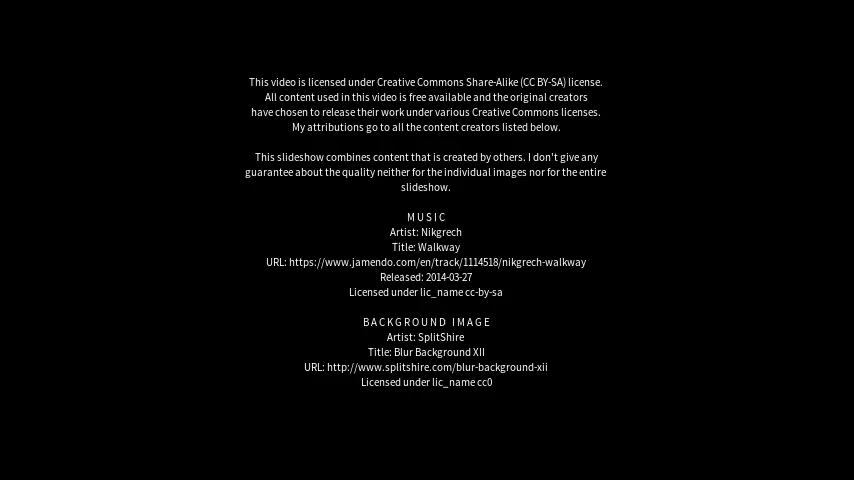 This video is licensed under Creative Commons Share-Alike (CC BY-SA) license.
All content used in this video is free available and the original creators
have chosen to release their work under various Creative Commons licenses.
My attributions go to all the content creators listed below.
This slideshow combines content that is created by others. I don't give any
guarantee about the quality neither for the individual images nor for the entire
slideshow.
MUSIC
Artist: Nikgrech
Title: Walkway
URL: https://www.jamendo.com/en/track/1114518/nikgrech-walkway
Released: 2014-03-27
Licensed under lic_name cc-by-sa
BACKGROUND IMAGE
Artist: SplitShire
Title: Blur Background XII
URL: http://www.splitshire.com/blur-background-xii
Licensed under lic_name cc0